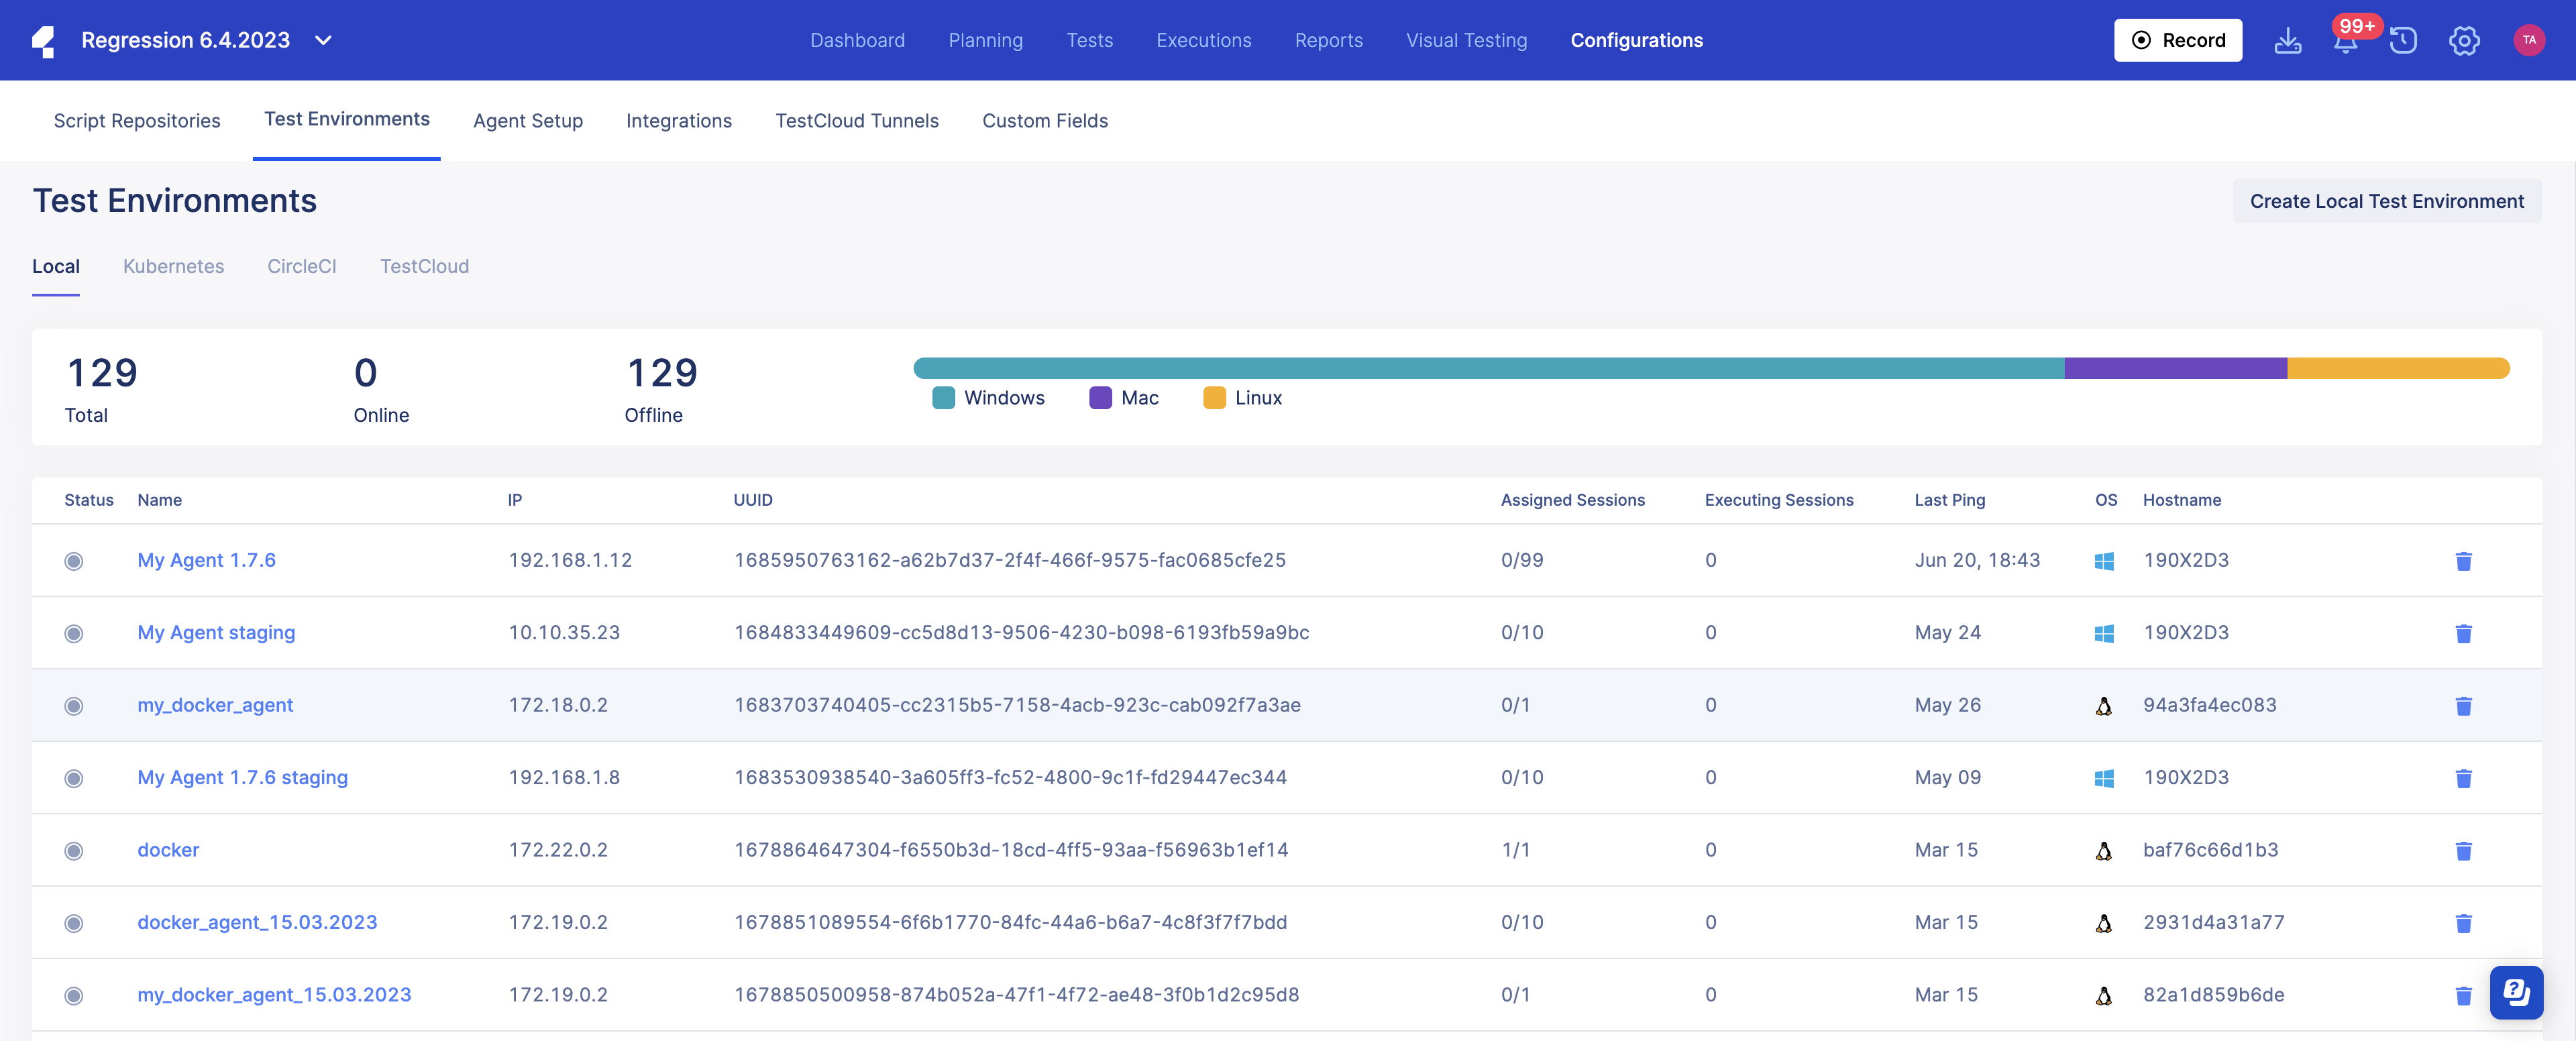 Regression 6.4.2023 Dashboard Planning Tests Executions Reports Visual Testing Configurations Record 99+ TA
Script Repositories Test Environments Agent Setup Integrations TestCloud Tunnels Custom Fields
Test Environments Create Local Test Environment
Local Kubernetes CircleCI TestCloud
129 0 129
Total Online Offline
Windows Mac Linux
Status Name IP UUID Assigned Sessions Executing Sessions Last Ping OS Hostname
My Agent 1.7.6 192.168.1.12 1685950763162-a62b7d37-2f4f-466f-9575-fac0685cfe25 0/99 0 Jun 20, 18:43 190X2D3
My Agent staging 10.10.35.23 1684833449609-cc5d8d13-9506-4230-b098-6193fb59a9bc 0/10 0 May 24 190X2D3
my_docker_agent 172.18.0.2 1683703740405-cc2315b5-7158-4acb-923c-cab092f7a3ae 0/1 0 May 26 94a3fa4ec083
My Agent 1.7.6 staging 192.168.1.8 1683530938540-3a605ff3-fc52-4800-9c1f-fd29447ec344 0/10 0 May 09 190X2D3
docker 172.22.0.2 1678864647304-f6550b3d-18cd-4ff5-93aa-f56963b1ef14 1/1 0 Mar 15 baf76c66d1b3
docker_agent_15.03.2023 172.19.0.2 1678851089554-6f6b1770-84fc-44a6-b6a7-4c8f3f7f7bdd 0/10 0 Mar 15 2931d4a31a77
my_docker_agent_15.03.2023 172.19.0.2 1678850500958-874b052a-47f1-4f72-ae48-3f0b1d2c95d8 0/1 0 Mar 15 82a1d859b6de